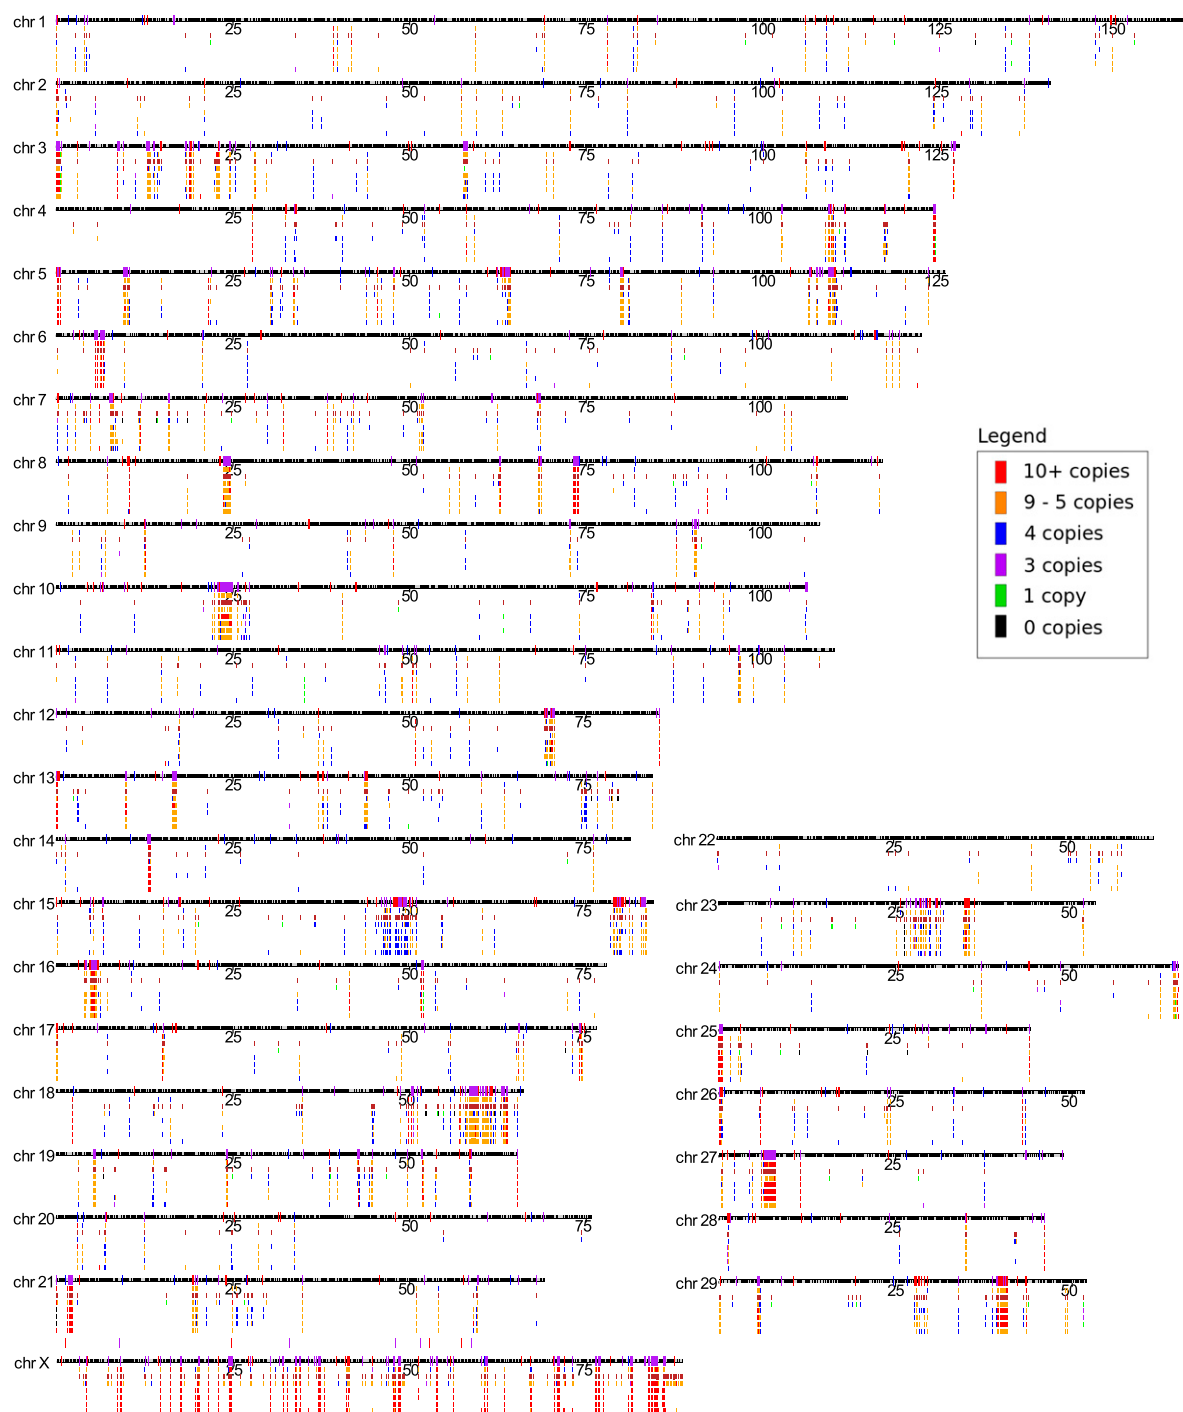 chr 1 25 50 75 100 125 150
chr 2 25 50 75 100 125
chr 3 25 50 75 100 125
chr 4 25 50 75 100
chr 5 25 50 75 100 125
chr 6 25 50 75 100
chr 7 25 50 75 100
Legend
chr 8 25 50 75 100
10+ copies
9 - 5 copies
chr 9 25 50 75 100
4 copies
3 copies
chr 10 25 50 75 100
1 copy
0 copies
chr 11 25 50 75 100
chr 12 25 50 75
chr 13 25 50 75
chr 14 25 50 75
chr 22 25 50
chr 15 25 50 75
chr 23 25 50
chr 16 25 50 75
chr 24 25 50
chr 17 25 50 75
chr 25 25
chr 18 25 50
chr 26 25 50
chr 19 25 50
chr 27 25
chr 20 25 50 75
chr 28 25
chr 21 25 50
chr 29 25 50
chr X 25 50 75